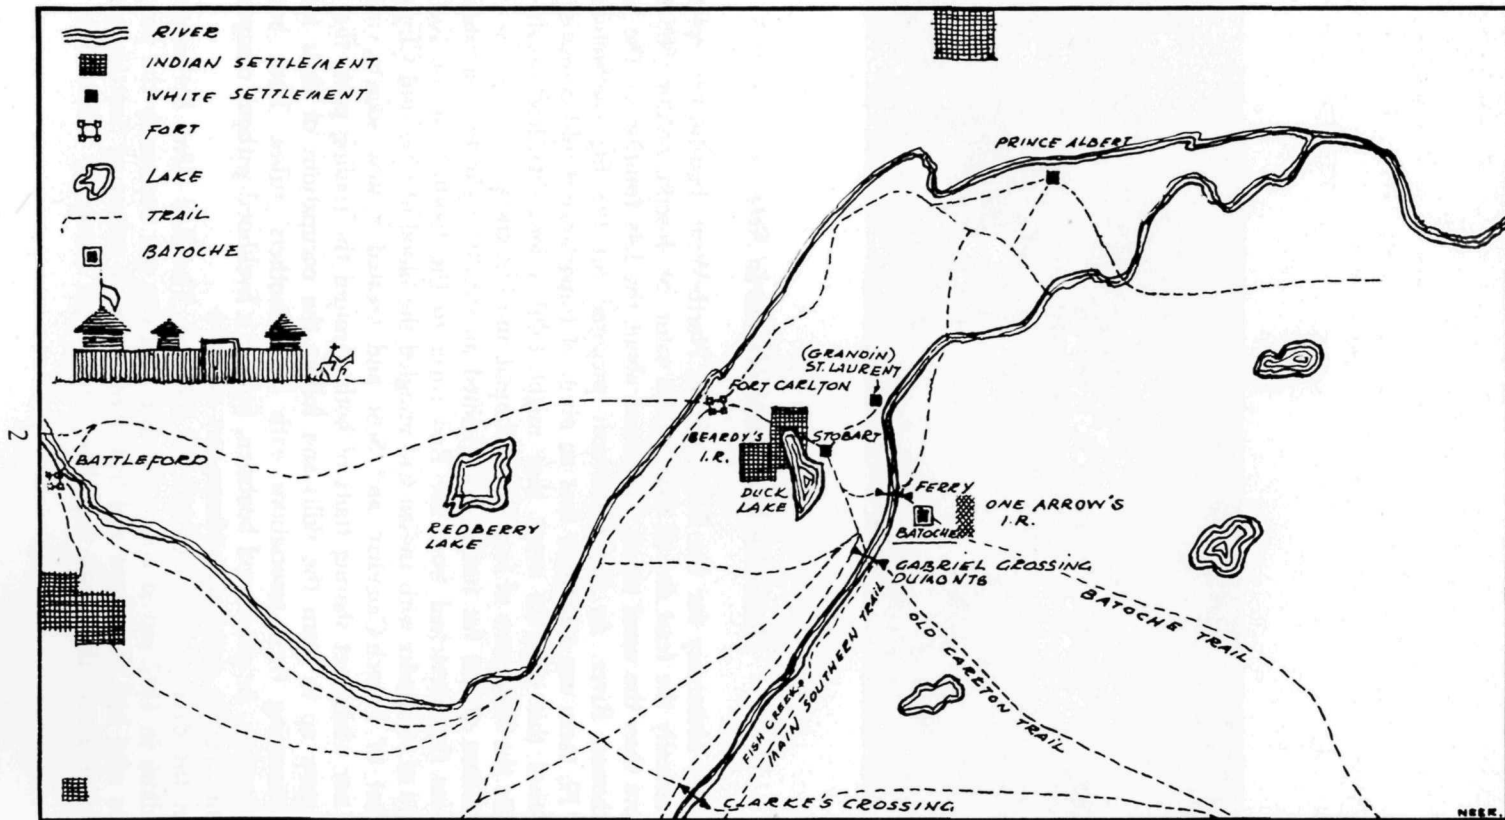 RIVER
INDIAN SETTLEMENT
WHITE SETTLEMENT
FORT
LAKE
TRAIL
BATOCHE
PRINCE ALBERT
(GRANDIN)
ST. LAURENT
FORT CARLTON
BEARDY'S
I.R.
STOBART
DUCK
LAKE
FERRY
ONE ARROW'S
I.R.
BATOCHE
BATTLEFORD
REDBERRY
LAKE
GABRIEL CROSSING
DUMONTS
BATOCHE TRAIL
OLD CARLTON TRAIL
FISH CREEK
MAIN SOUTHERN TRAIL
CLARKE'S CROSSING
2